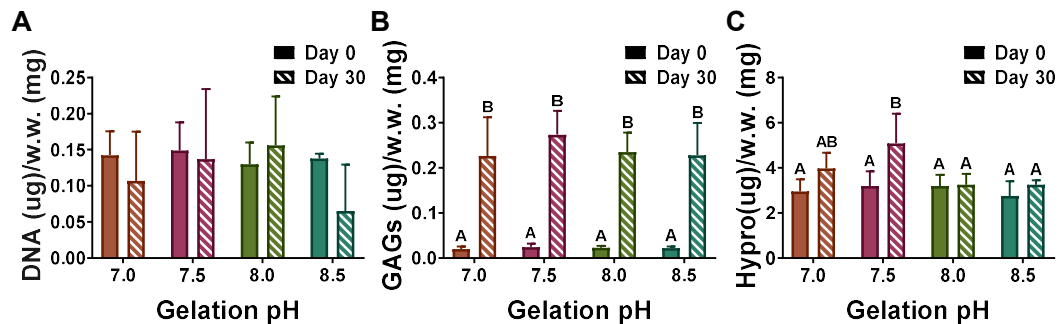 A
Day 0
Day 30
DNA (ug)/w.w. (mg)
0.25
0.20
0.15
0.10
0.05
0.00
7.0 7.5 8.0 8.5
Gelation pH
B
Day 0
Day 30
GAGs (ug)/w.w. (mg)
0.4
0.3
0.2
0.1
0.0
A B A B A B A B
7.0 7.5 8.0 8.5
Gelation pH
C
Day 0
Day 30
Hypro(ug)/w.w. (mg)
8
6
4
2
0
A AB A B A A A A
7.0 7.5 8.0 8.5
Gelation pH